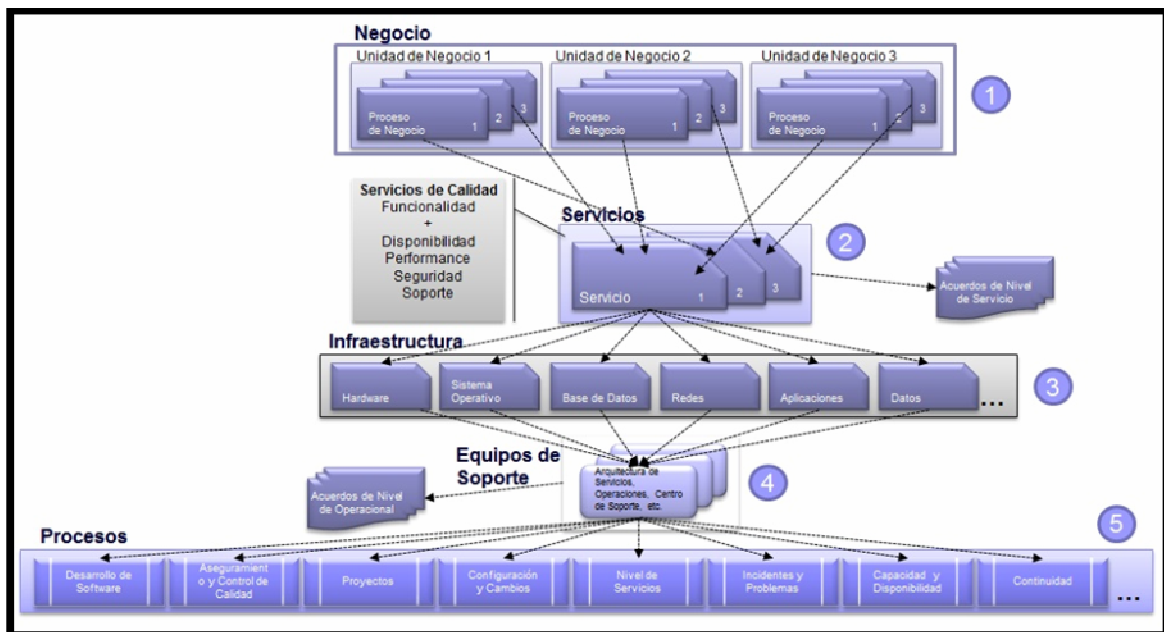 Negocio
Unidad de Negocio 1
Unidad de Negocio 2
Unidad de Negocio 3
Proceso
de Negocio
1
2
3
Proceso
de Negocio
1
2
3
Proceso
de Negocio
1
2
3
1
Servicios de Calidad
Funcionalidad
+
Disponibilidad
Performance
Seguridad
Soporte
Servicios
Servicio
1
2
3
2
Acuerdos de Nivel
de Servicio
Infraestructura
Hardware
Sistema
Operativo
Base de Datos
Redes
Aplicaciones
Datos
...
3
Equipos de
Soporte
Arquitectura de
Servicios,
Operaciones, Centro
de Soporte, etc.
4
Acuerdos de Nivel
de Operacional
5
Procesos
Desarrollo de
Software
Aseguramient
o y Control de
Calidad
Proyectos
Configuración
y Cambios
Nivel de
Servicios
Incidentes y
Problemas
Capacidad y
Disponibilidad
Continuidad
...